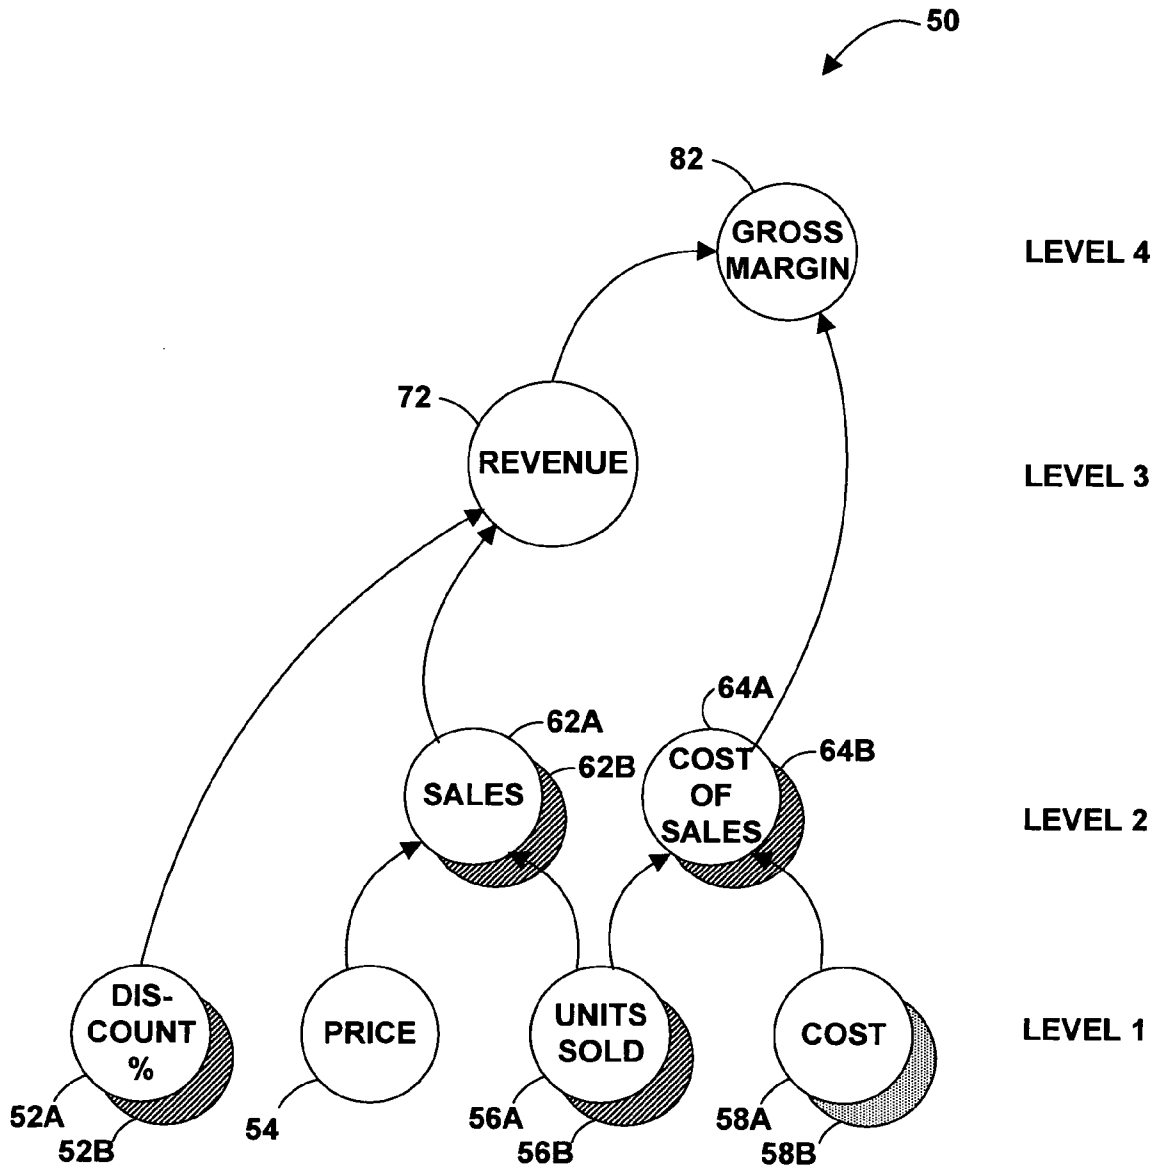 50
82
GROSS
MARGIN
LEVEL 4
72
REVENUE
LEVEL 3
64A
62A
64B
62B
SALES
COST
OF
SALES
LEVEL 2
DIS-
COUNT
%
PRICE
UNITS
SOLD
COST
LEVEL 1
52A
52B
54
56A
56B
58A
58B